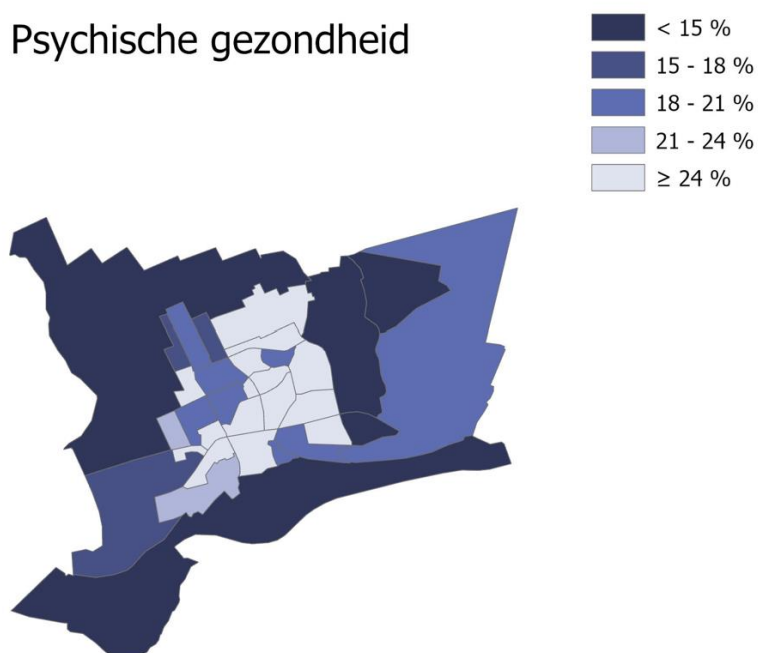 Psychische gezondheid
< 15 %
15 - 18 %
18 - 21 %
21 - 24 %
≥ 24 %